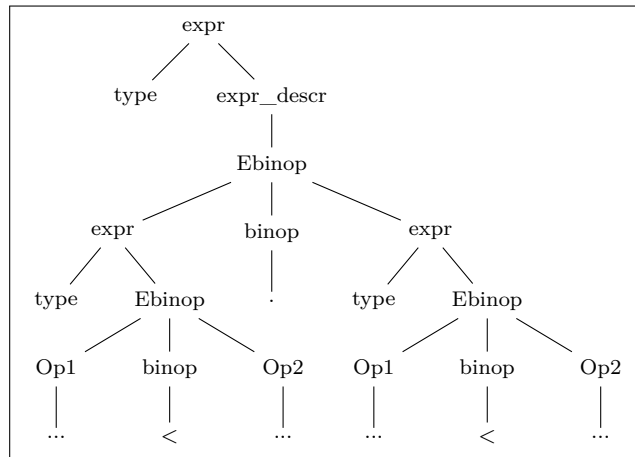 expr
type expr_descr
Ebinop
expr binop expr
type Ebinop . type Ebinop
Op1 binop Op2 Op1 binop Op2
... < ... ... < ...